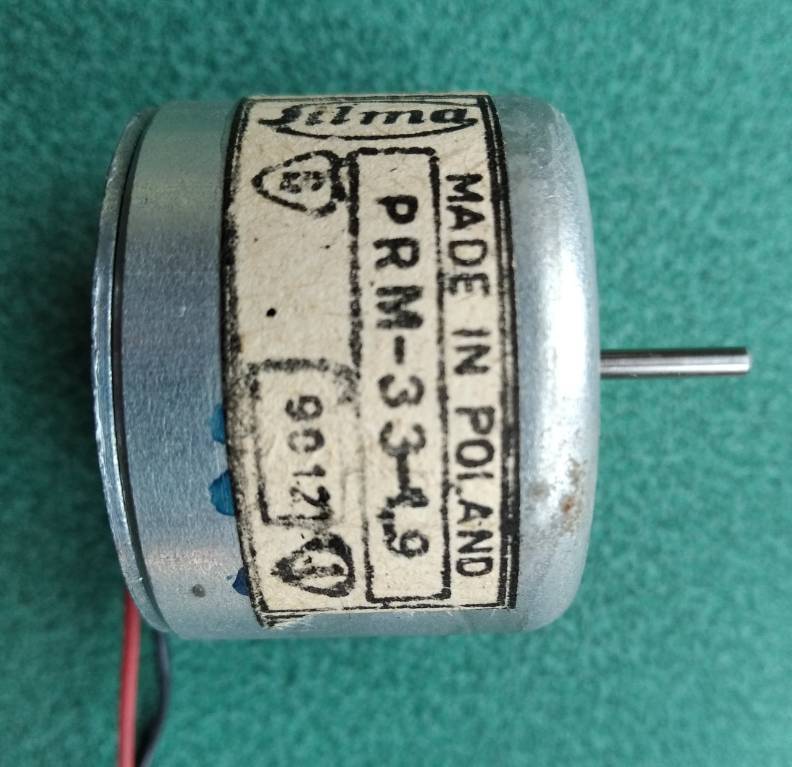 Silma
MADE IN POLAND
PRM-33-4,9
9012